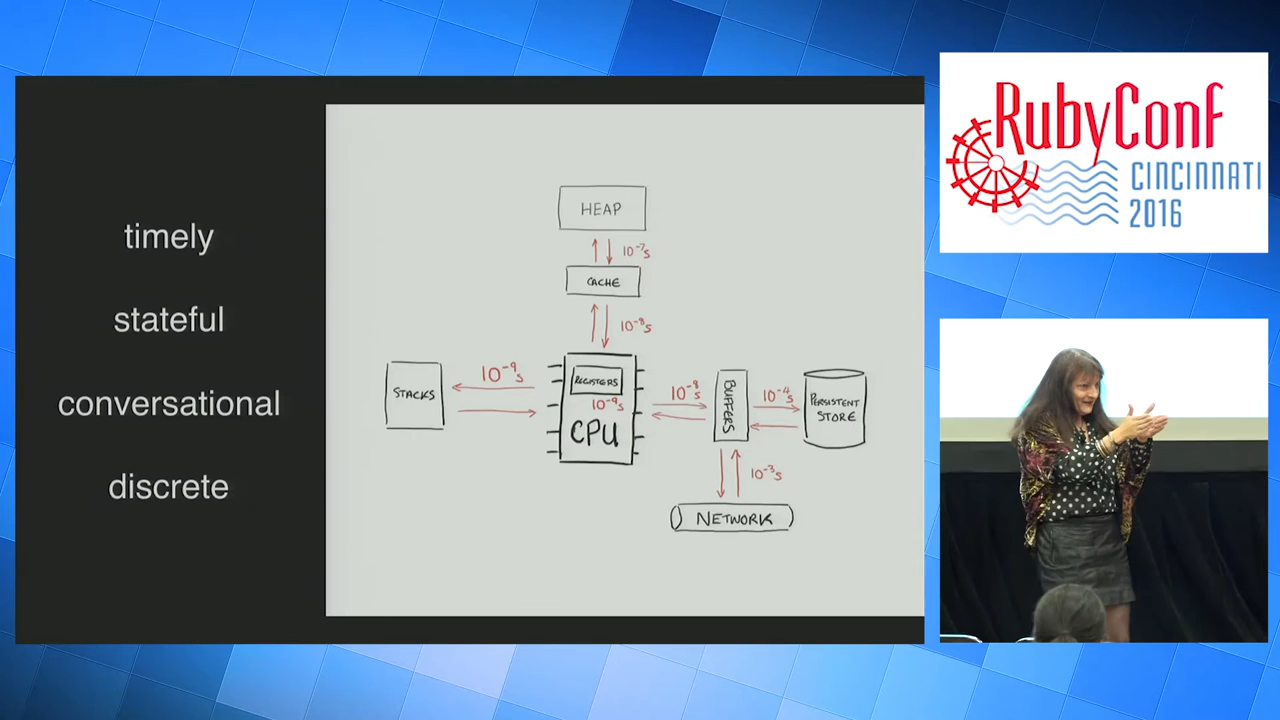 timely
stateful
conversational
discrete
HEAP
10⁻⁷s
CACHE
10⁻⁸s
STACKS
10⁻⁹s
REGISTERS
10⁻⁹s
CPU
10⁻⁸s
BUFFERS
10⁻⁴s
PERSISTENT
STORE
10⁻³s
NETWORK
RubyConf
CINCINNATI
2016